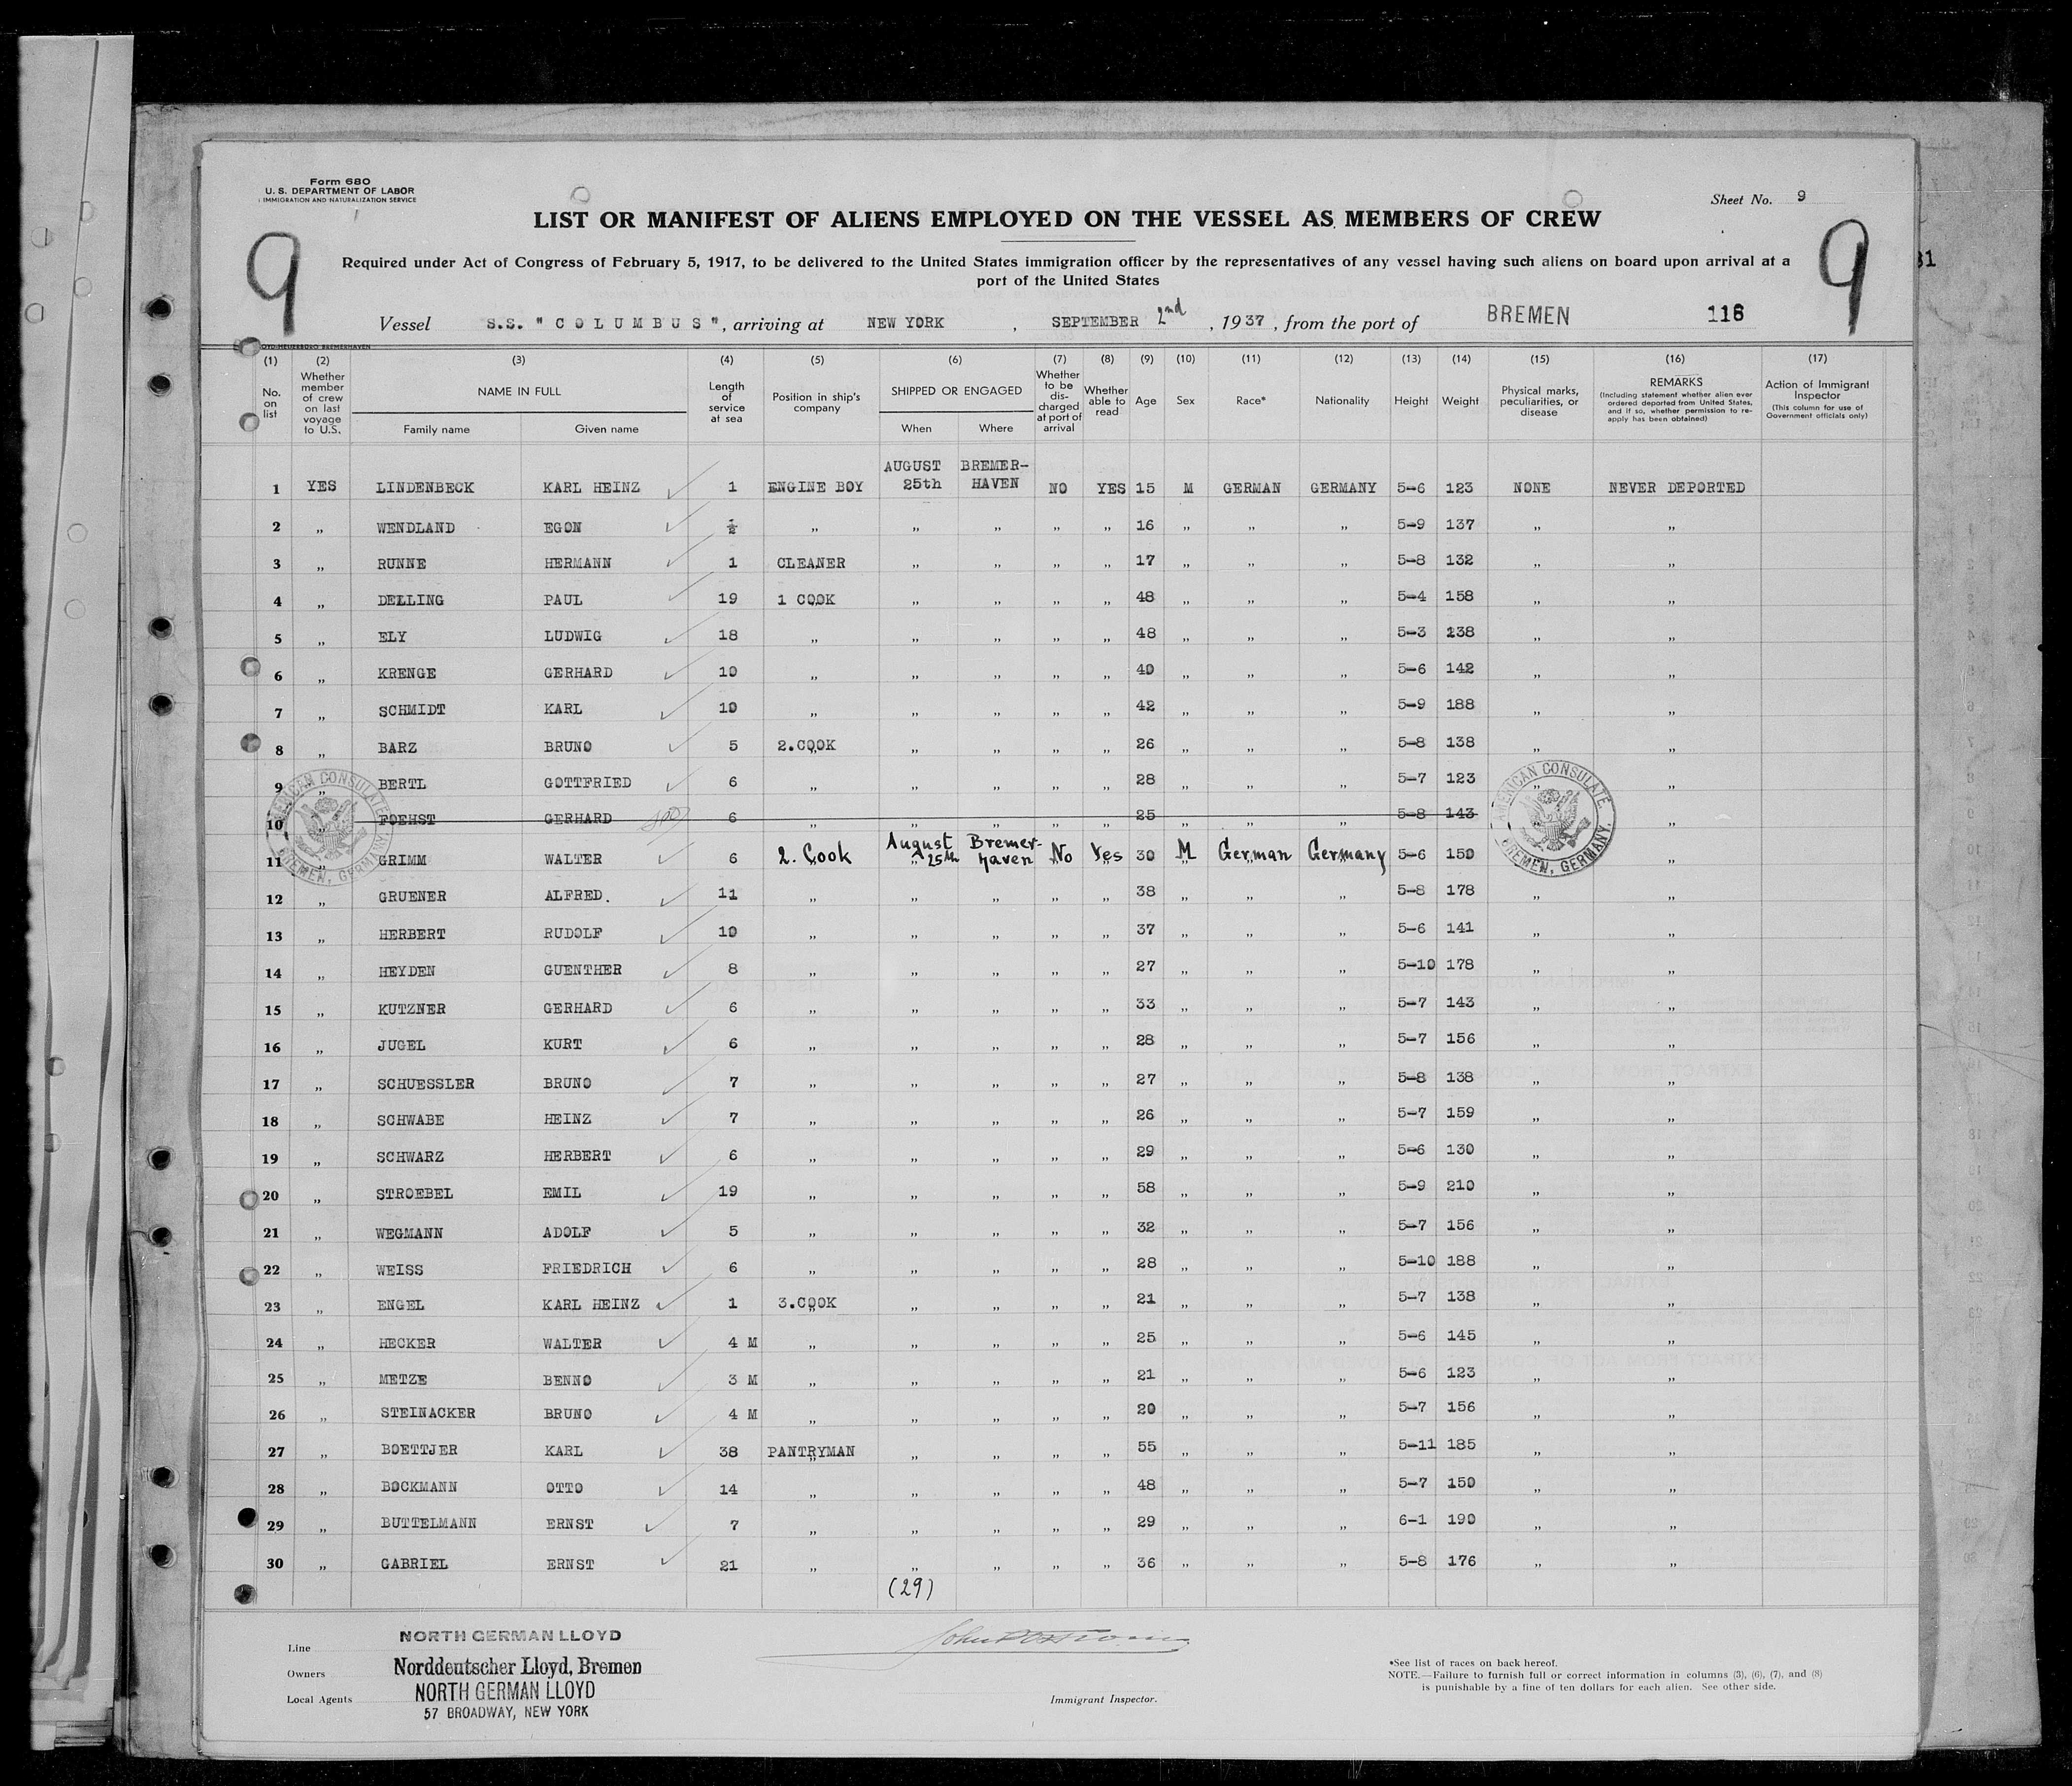 Form 680
U. S. DEPARTMENT OF LABOR
IMMIGRATION AND NATURALIZATION SERVICE
Sheet No. 9
LIST OR MANIFEST OF ALIENS EMPLOYED ON THE VESSEL AS MEMBERS OF CREW
9 9
Required under Act of Congress of February 5, 1917, to be delivered to the United States immigration officer by the representatives of any vessel having such aliens on board upon arrival at a
port of the United States
Vessel S.S. "COLUMBUS", arriving at NEW YORK, SEPTEMBER 2nd, 1937, from the port of BREMEN 116
(1) (2) (3) (4) (5) (6) (7) (8) (9) (10) (11) (12) (13) (14) (15) (16) (17)
No. on list
Whether member of crew on last voyage to U.S.
NAME IN FULL
Family name Given name
Length of service at sea
Position in ship's company
SHIPPED OR ENGAGED
When Where
Whether to be discharged at port of arrival
Whether able to read
Age
Sex
Race*
Nationality
Height
Weight
Physical marks, peculiarities, or disease
REMARKS
(Including statement whether alien ever ordered deported from United States, and if so, whether permission to re-apply has been obtained)
Action of Immigrant Inspector
(This column for use of Government officials only)
1 YES LINDENBECK KARL HEINZ 1 ENGINE BOY AUGUST 25th BREMER-HAVEN NO YES 15 M GERMAN GERMANY 5-6 123 NONE NEVER DEPORTED
2 " WENDLAND EGON ½ " " " " " 16 " " " 5-9 137 " "
3 " RUNNE HERMANN 1 CLEANER " " " " 17 " " " 5-8 132 " "
4 " DELLING PAUL 19 1 COOK " " " " 48 " " " 5-4 158 " "
5 " ELY LUDWIG 18 " " " " " 48 " " " 5-3 238 " "
6 " KRENGE GERHARD 10 " " " " " 40 " " " 5-6 142 " "
7 " SCHMIDT KARL 10 " " " " " 42 " " " 5-9 188 " "
8 " BARZ BRUNO 5 2.COOK " " " " 26 " " " 5-8 138 " "
9 " BERTL GOTTFRIED 6 " " " " " 28 " " " 5-7 123 " "
10 " FOEHST GERHARD 6 " " " " " 25 " " " 5-8 143 " "
11 " GRIMM WALTER 6 2. Cook August 25th Bremer-haven No Yes 30 M German Germany 5-6 150 "
12 " GRUENER ALFRED. 11 " " " " " 38 " " " 5-8 178 " "
13 " HERBERT RUDOLF 10 " " " " " 37 " " " 5-6 141 " "
14 " HEYDEN GUENTHER 8 " " " " " 27 " " " 5-10 178 " "
15 " KUTZNER GERHARD 6 " " " " " 33 " " " 5-7 143 " "
16 " JUGEL KURT 6 " " " " " 28 " " " 5-7 156 " "
17 " SCHUESSLER BRUNO 7 " " " " " 27 " " " 5-8 138 " "
18 " SCHWABE HEINZ 7 " " " " " 26 " " " 5-7 159 " "
19 " SCHWARZ HERBERT 6 " " " " " 29 " " " 5-6 130 " "
20 " STROEBEL EMIL 19 " " " " " 58 " " " 5-9 210 " "
21 " WEGMANN ADOLF 5 " " " " " 32 " " " 5-7 156 " "
22 " WEISS FRIEDRICH 6 " " " " " 28 " " " 5-10 188 " "
23 " ENGEL KARL HEINZ 1 3.COOK " " " " 21 " " " 5-7 138 " "
24 " HECKER WALTER 4 M " " " " " 25 " " " 5-6 145 " "
25 " METZE BENNO 3 M " " " " " 21 " " " 5-6 123 " "
26 " STEINACKER BRUNO 4 M " " " " " 20 " " " 5-7 156 " "
27 " BOETTJER KARL 38 PANTRYMAN " " " " 55 " " " 5-11 185 " "
28 " BOCKMANN OTTO 14 " " " " " 48 " " " 5-7 150 " "
29 " BUTTELMANN ERNST 7 " " " " " 29 " " " 6-1 190 " "
30 " GABRIEL ERNST 21 " " " " " 36 " " " 5-8 176 " "
(29)
AMERICAN CONSULATE BREMEN, GERMANY.
AMERICAN CONSULATE BREMEN, GERMANY.
Line NORTH GERMAN LLOYD
Owners Norddeutscher Lloyd, Bremen
Local Agents NORTH GERMAN LLOYD
57 BROADWAY, NEW YORK
Immigrant Inspector.
*See list of races on back hereof.
NOTE.—Failure to furnish full or correct information in columns (3), (6), (7), and (8)
is punishable by a fine of ten dollars for each alien. See other side.